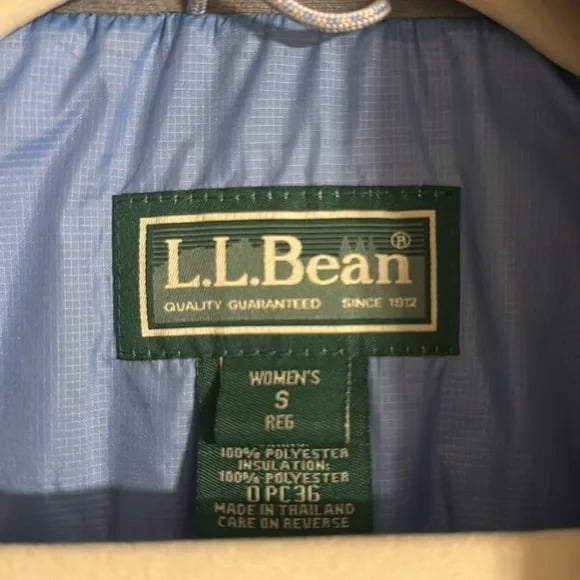 L.L.Bean®
QUALITY GUARANTEED SINCE 1912
WOMEN'S
S
REG
100% POLYESTER
INSULATION:
100% POLYESTER
0PC36
MADE IN THAILAND
CARE ON REVERSE